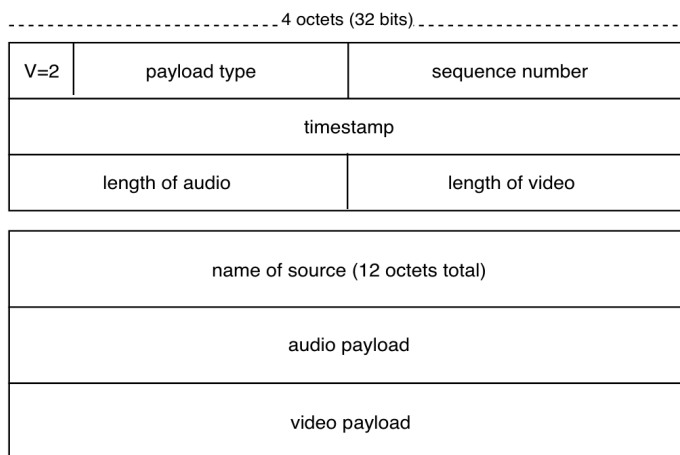 4 octets (32 bits)
V=2 payload type sequence number
timestamp
length of audio length of video
name of source (12 octets total)
audio payload
video payload